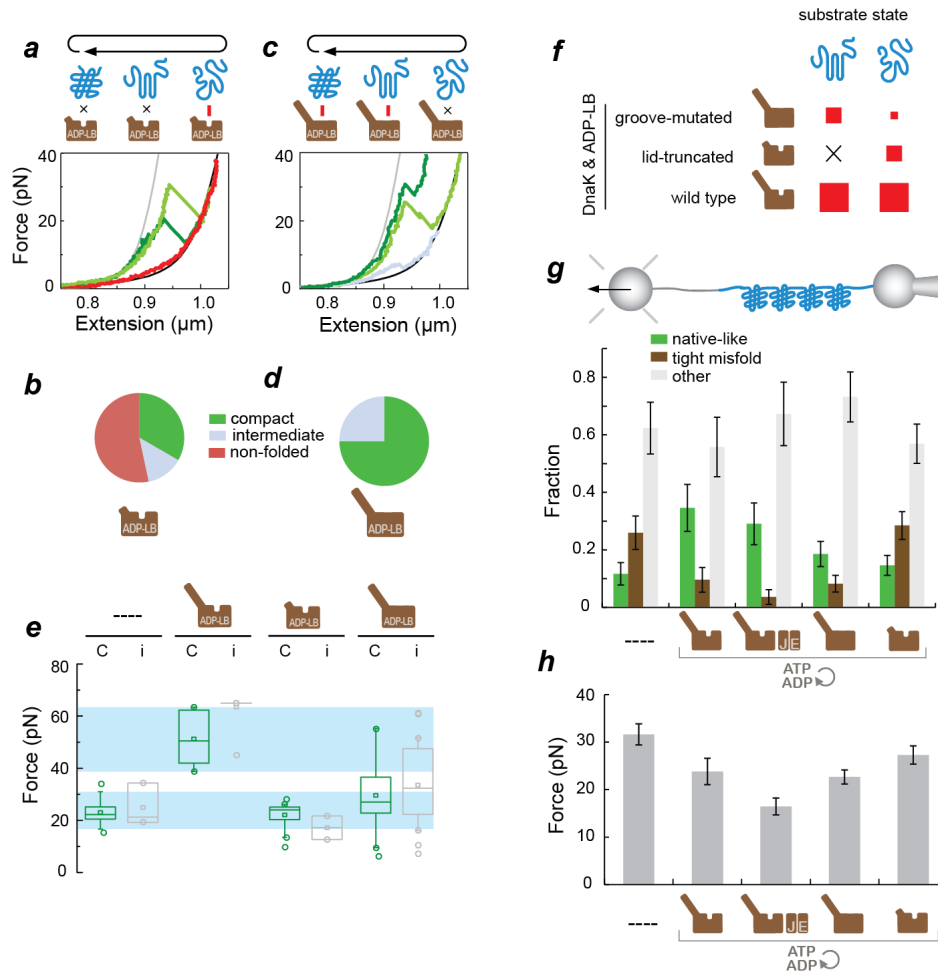 a
ADP-LB ADP-LB ADP-LB
40
20
0
Force (pN)
0.8 0.9 1.0
Extension (µm)
c
ADP-LB ADP-LB ADP-LB
40
20
0
0.8 0.9 1.0
Extension (µm)
b
ADP-LB
compact
intermediate
non-folded
d
ADP-LB
e
----
ADP-LB
ADP-LB
ADP-LB
C i C i C i C i
80
60
40
20
0
Force (pN)
f
substrate state
DnaK & ADP-LB
groove-mutated
lid-truncated
wild type
g
native-like
tight misfold
other
0.8
0.6
0.4
0.2
0
Fraction
----
J E
ATP
ADP
h
40
30
20
10
0
Force (pN)
----
J E
ATP
ADP